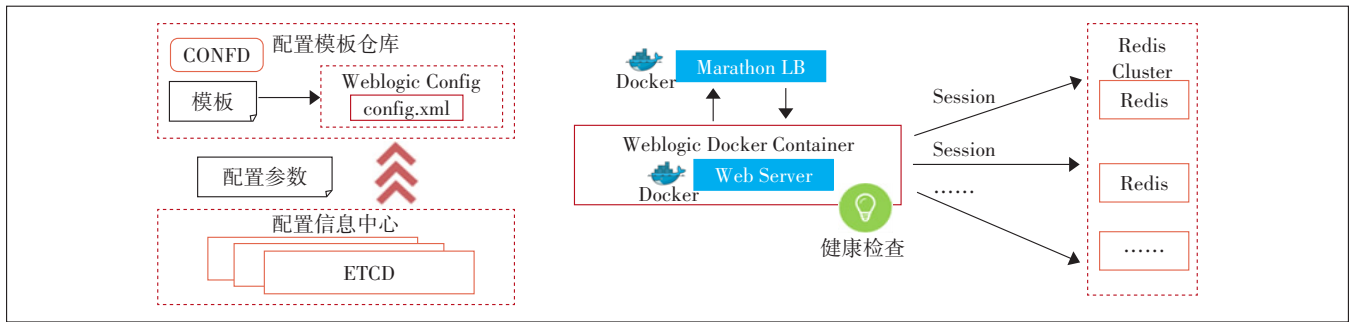 配置模板仓库
CONFD
模板
Weblogic Config
config.xml
配置参数
配置信息中心
ETCD
Docker
Marathon LB
Weblogic Docker Container
Docker
Web Server
健康检查
Session
Session
……
Redis
Cluster
Redis
Redis
……